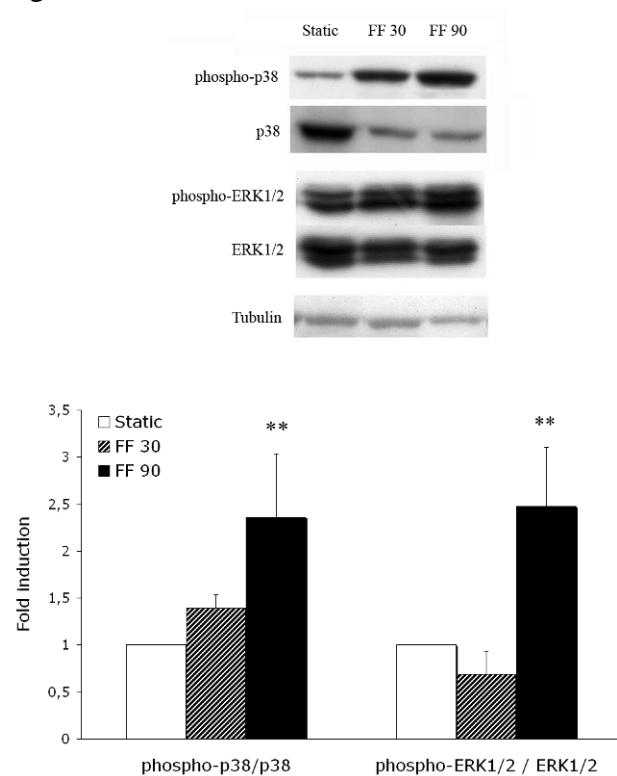 Static FF 30 FF 90
phospho-p38
p38
phospho-ERK1/2
ERK1/2
Tubulin
3,5
3
2,5
2
1,5
1
0,5
0
Fold induction
Static
FF 30
FF 90
**
**
phospho-p38/p38 phospho-ERK1/2 / ERK1/2